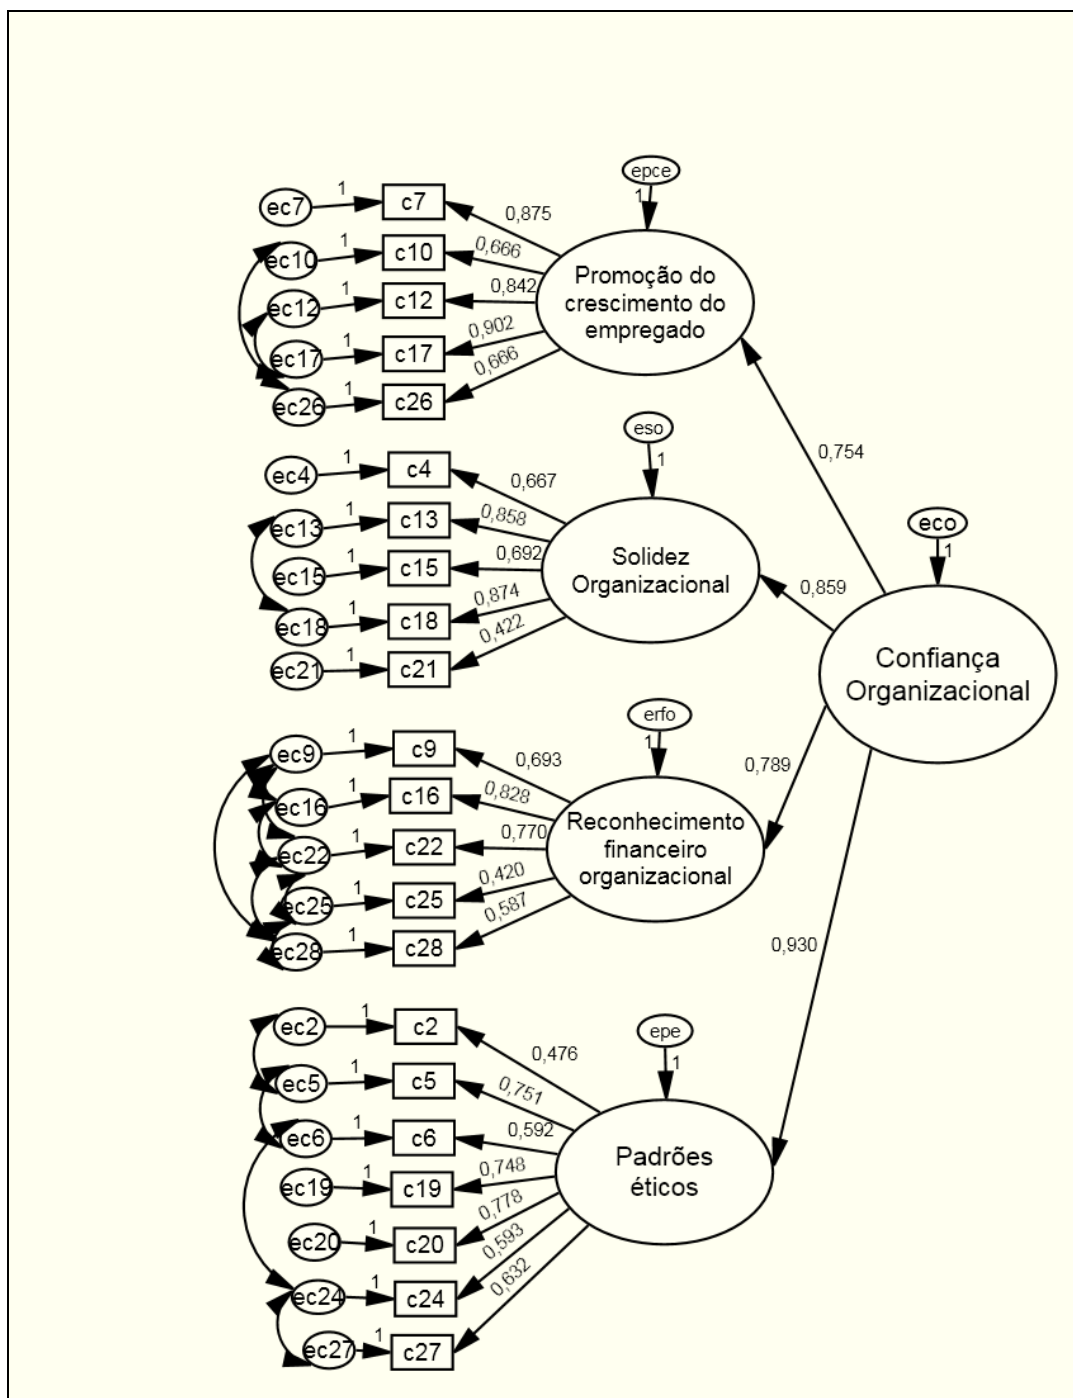 epce
1
ec7
1
c7
0,875
ec10
1
c10
0,666
ec12
1
c12
0,842
ec17
1
c17
0,902
ec26
1
c26
0,666
Promoção do
crescimento do
empregado
0,754
eso
1
ec4
1
c4
0,667
ec13
1
c13
0,858
ec15
1
c15
0,692
ec18
1
c18
0,874
ec21
1
c21
0,422
Solidez
Organizacional
0,859
eco
1
Confiança
Organizacional
erfo
1
ec9
1
c9
0,693
ec16
1
c16
0,828
ec22
1
c22
0,770
ec25
1
c25
0,420
ec28
1
c28
0,587
Reconhecimento
financeiro
organizacional
0,789
0,930
epe
1
ec2
1
c2
0,476
ec5
1
c5
0,751
ec6
1
c6
0,592
ec19
1
c19
0,748
ec20
1
c20
0,778
ec24
1
c24
0,593
ec27
1
c27
0,632
Padrões
éticos